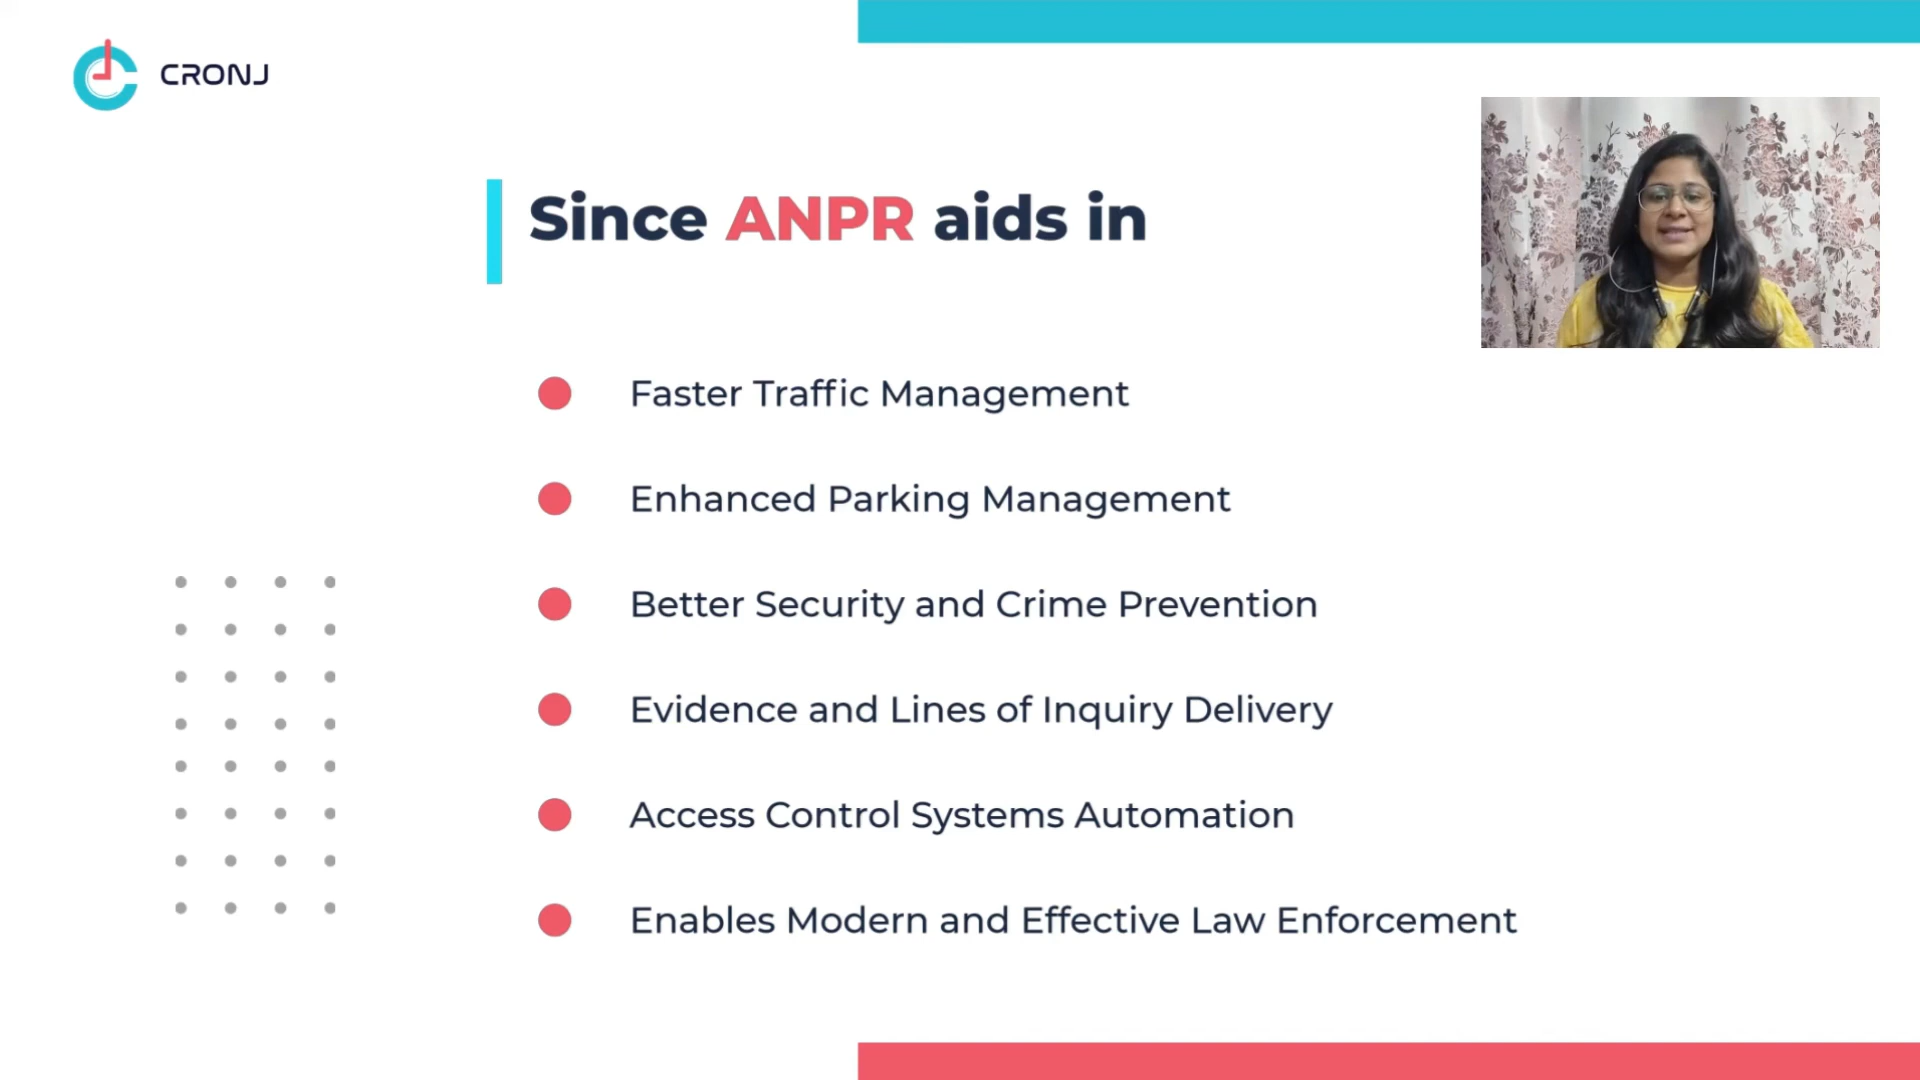 CRONJ
Since ANPR aids in
Faster Traffic Management
Enhanced Parking Management
Better Security and Crime Prevention
Evidence and Lines of Inquiry Delivery
Access Control Systems Automation
Enables Modern and Effective Law Enforcement